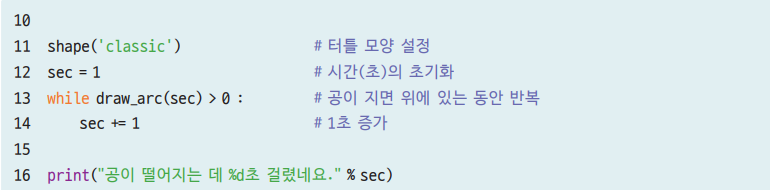 10
11 shape('classic') # 터틀 모양 설정
12 sec = 1 # 시간(초)의 초기화
13 while draw_arc(sec) > 0 : # 공이 지면 위에 있는 동안 반복
14 sec += 1 # 1초 증가
15
16 print("공이 떨어지는 데 %d초 걸렸네요." % sec)